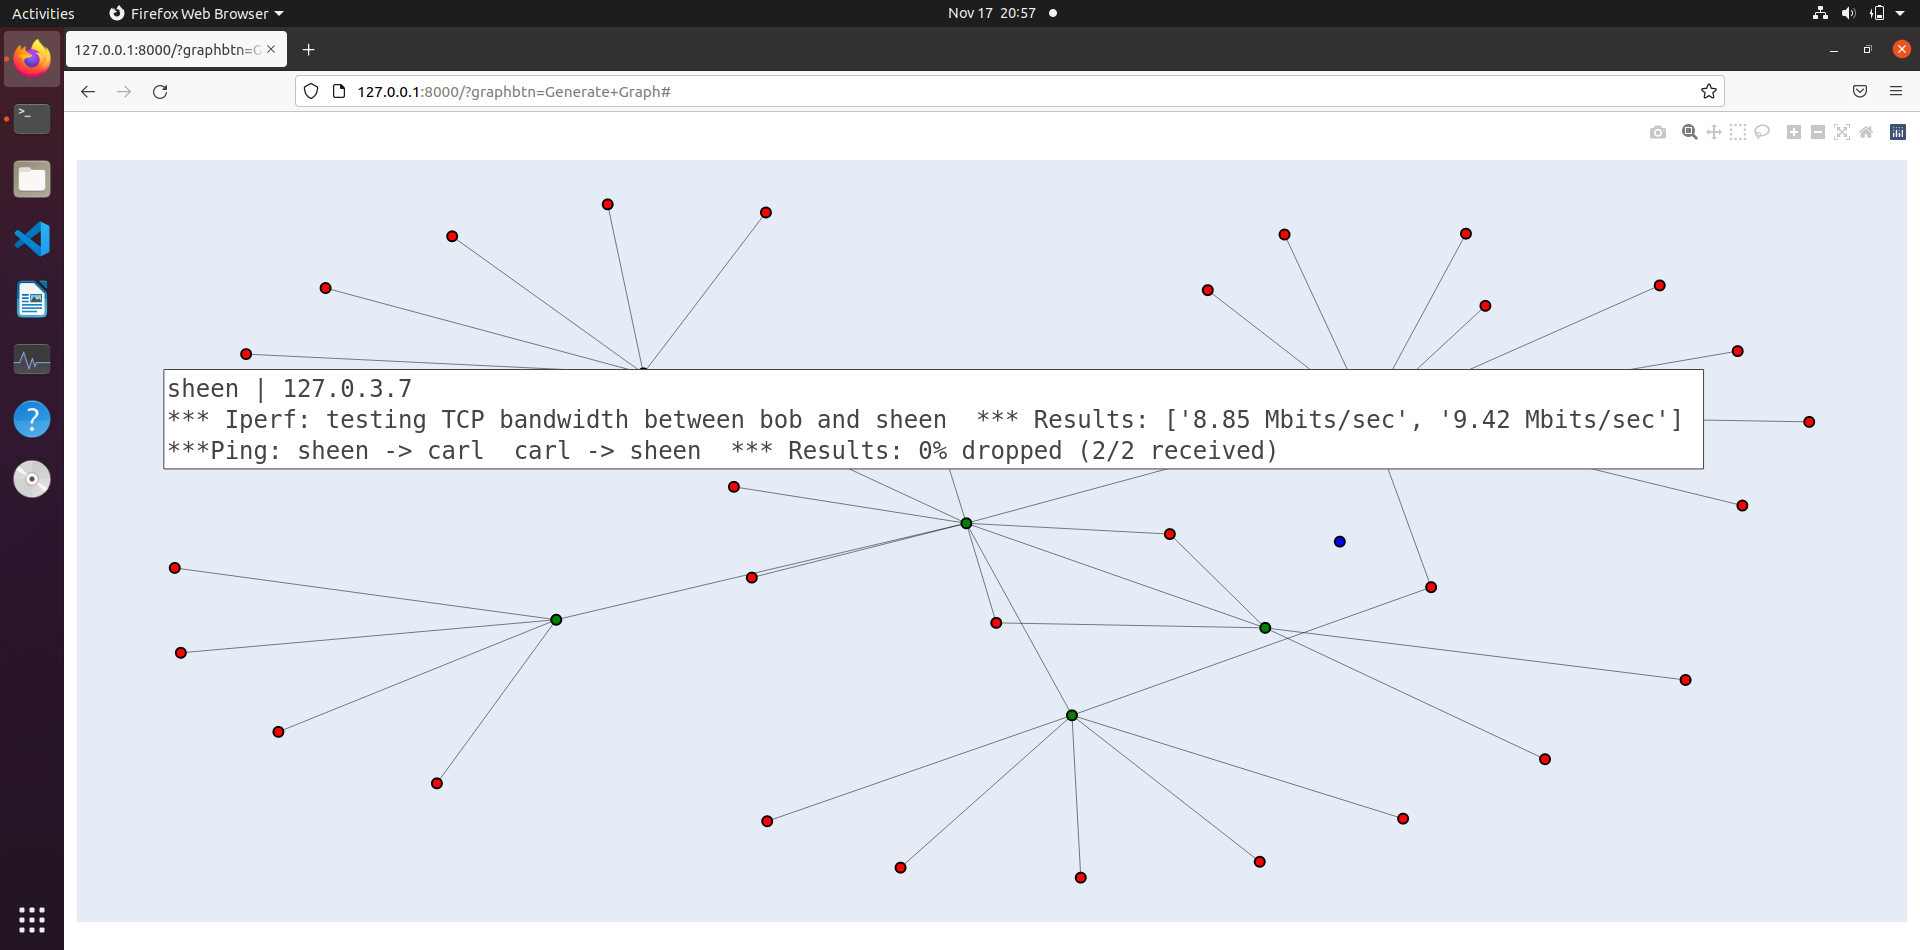 Activities
Firefox Web Browser
Nov 17 20:57
127.0.0.1:8000/?graphbtn=G
127.0.0.1:8000/?graphbtn=Generate+Graph#
sheen | 127.0.3.7
*** Iperf: testing TCP bandwidth between bob and sheen  *** Results: ['8.85 Mbits/sec', '9.42 Mbits/sec']
***Ping: sheen -> carl  carl -> sheen  *** Results: 0% dropped (2/2 received)